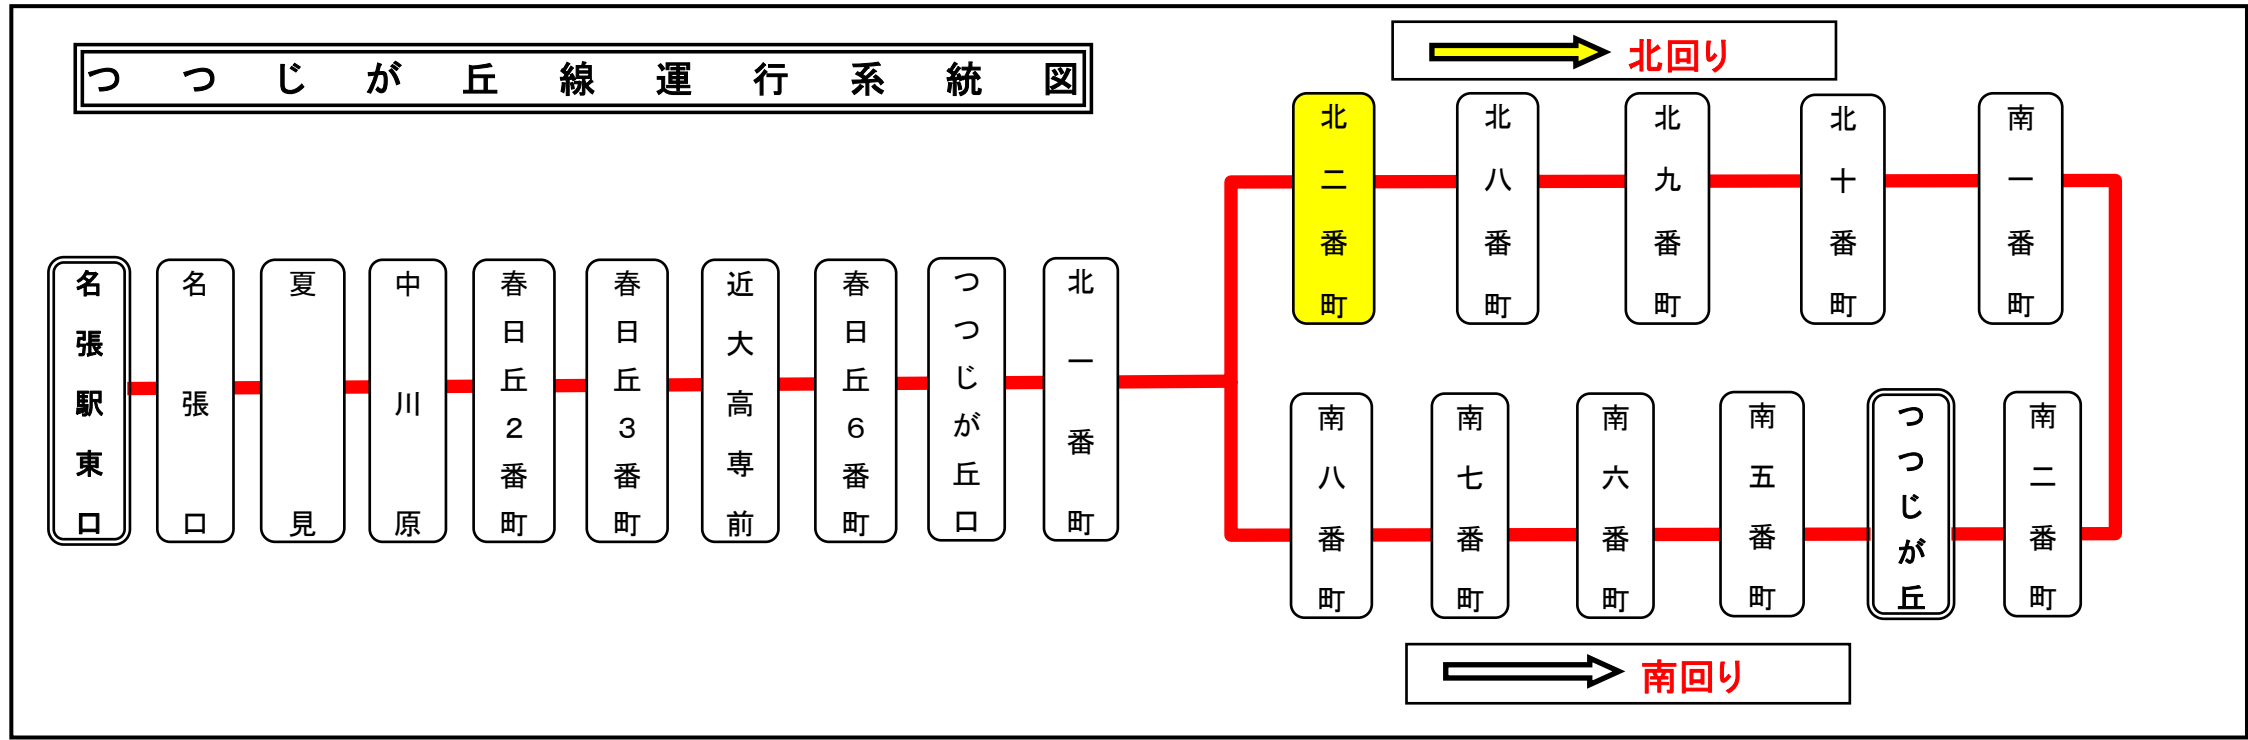 つつじが丘線運行系統図
北回り
北二番町
北八番町
北九番町
北十番町
南一番町
名張駅東口
名張口
夏見
中川原
春日丘2番町
春日丘3番町
近大高専前
春日丘6番町
つつじが丘口
北一番町
南八番町
南七番町
南六番町
南五番町
つつじが丘
南二番町
南回り